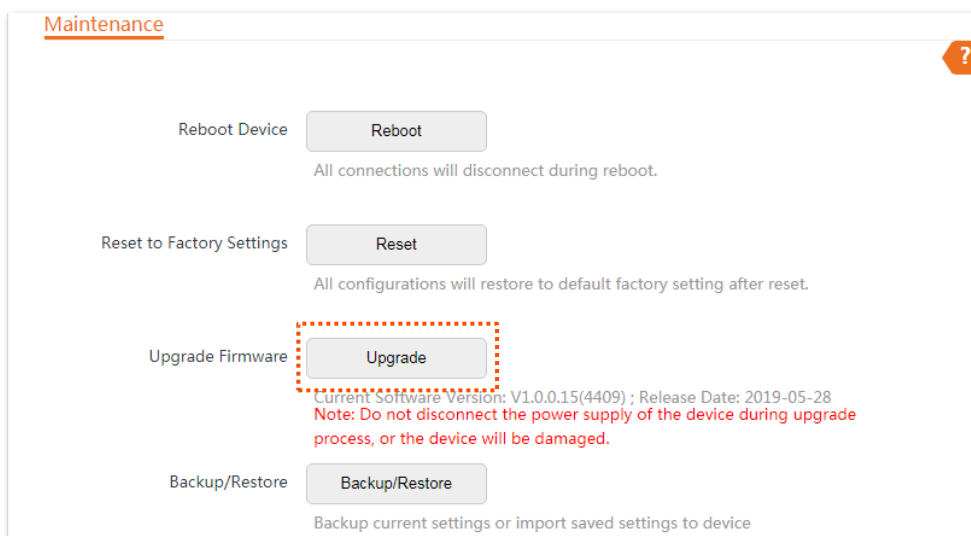 Maintenance
?
Reboot Device
Reboot
All connections will disconnect during reboot.
Reset to Factory Settings
Reset
All configurations will restore to default factory setting after reset.
Upgrade Firmware
Upgrade
Current Software Version: V1.0.0.15(4409) ; Release Date: 2019-05-28
Note: Do not disconnect the power supply of the device during upgrade
process, or the device will be damaged.
Backup/Restore
Backup/Restore
Backup current settings or import saved settings to device